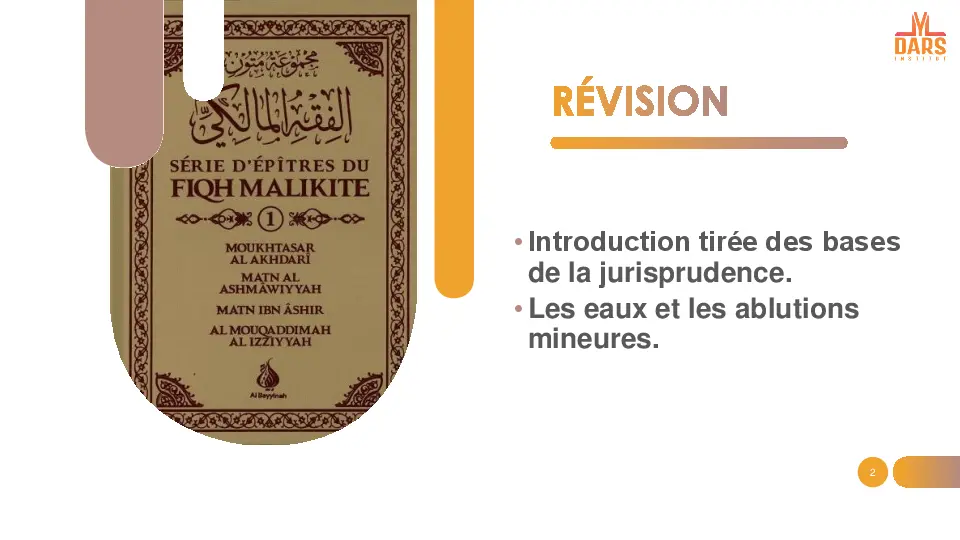 مجموعة متون
الفقه المالكي
SÉRIE D'ÉPÎTRES DU
FIQH MALIKITE
1
MOUKHTASAR
AL AKHDARÎ
MATN AL
ASHMÂWIYYAH
MATN IBN ÂSHIR
AL MOUQADDIMAH
AL IZZIYYAH
Al Bayyinah
M
DARS
INSTITUT
RÉVISION
• Introduction tirée des bases
de la jurisprudence.
• Les eaux et les ablutions
mineures.
2